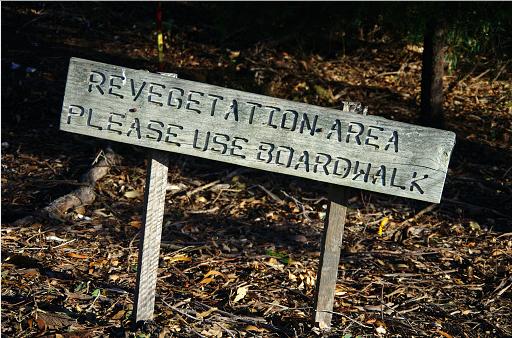 REVEGETATION AREA
PLEASE USE BOARDWALK